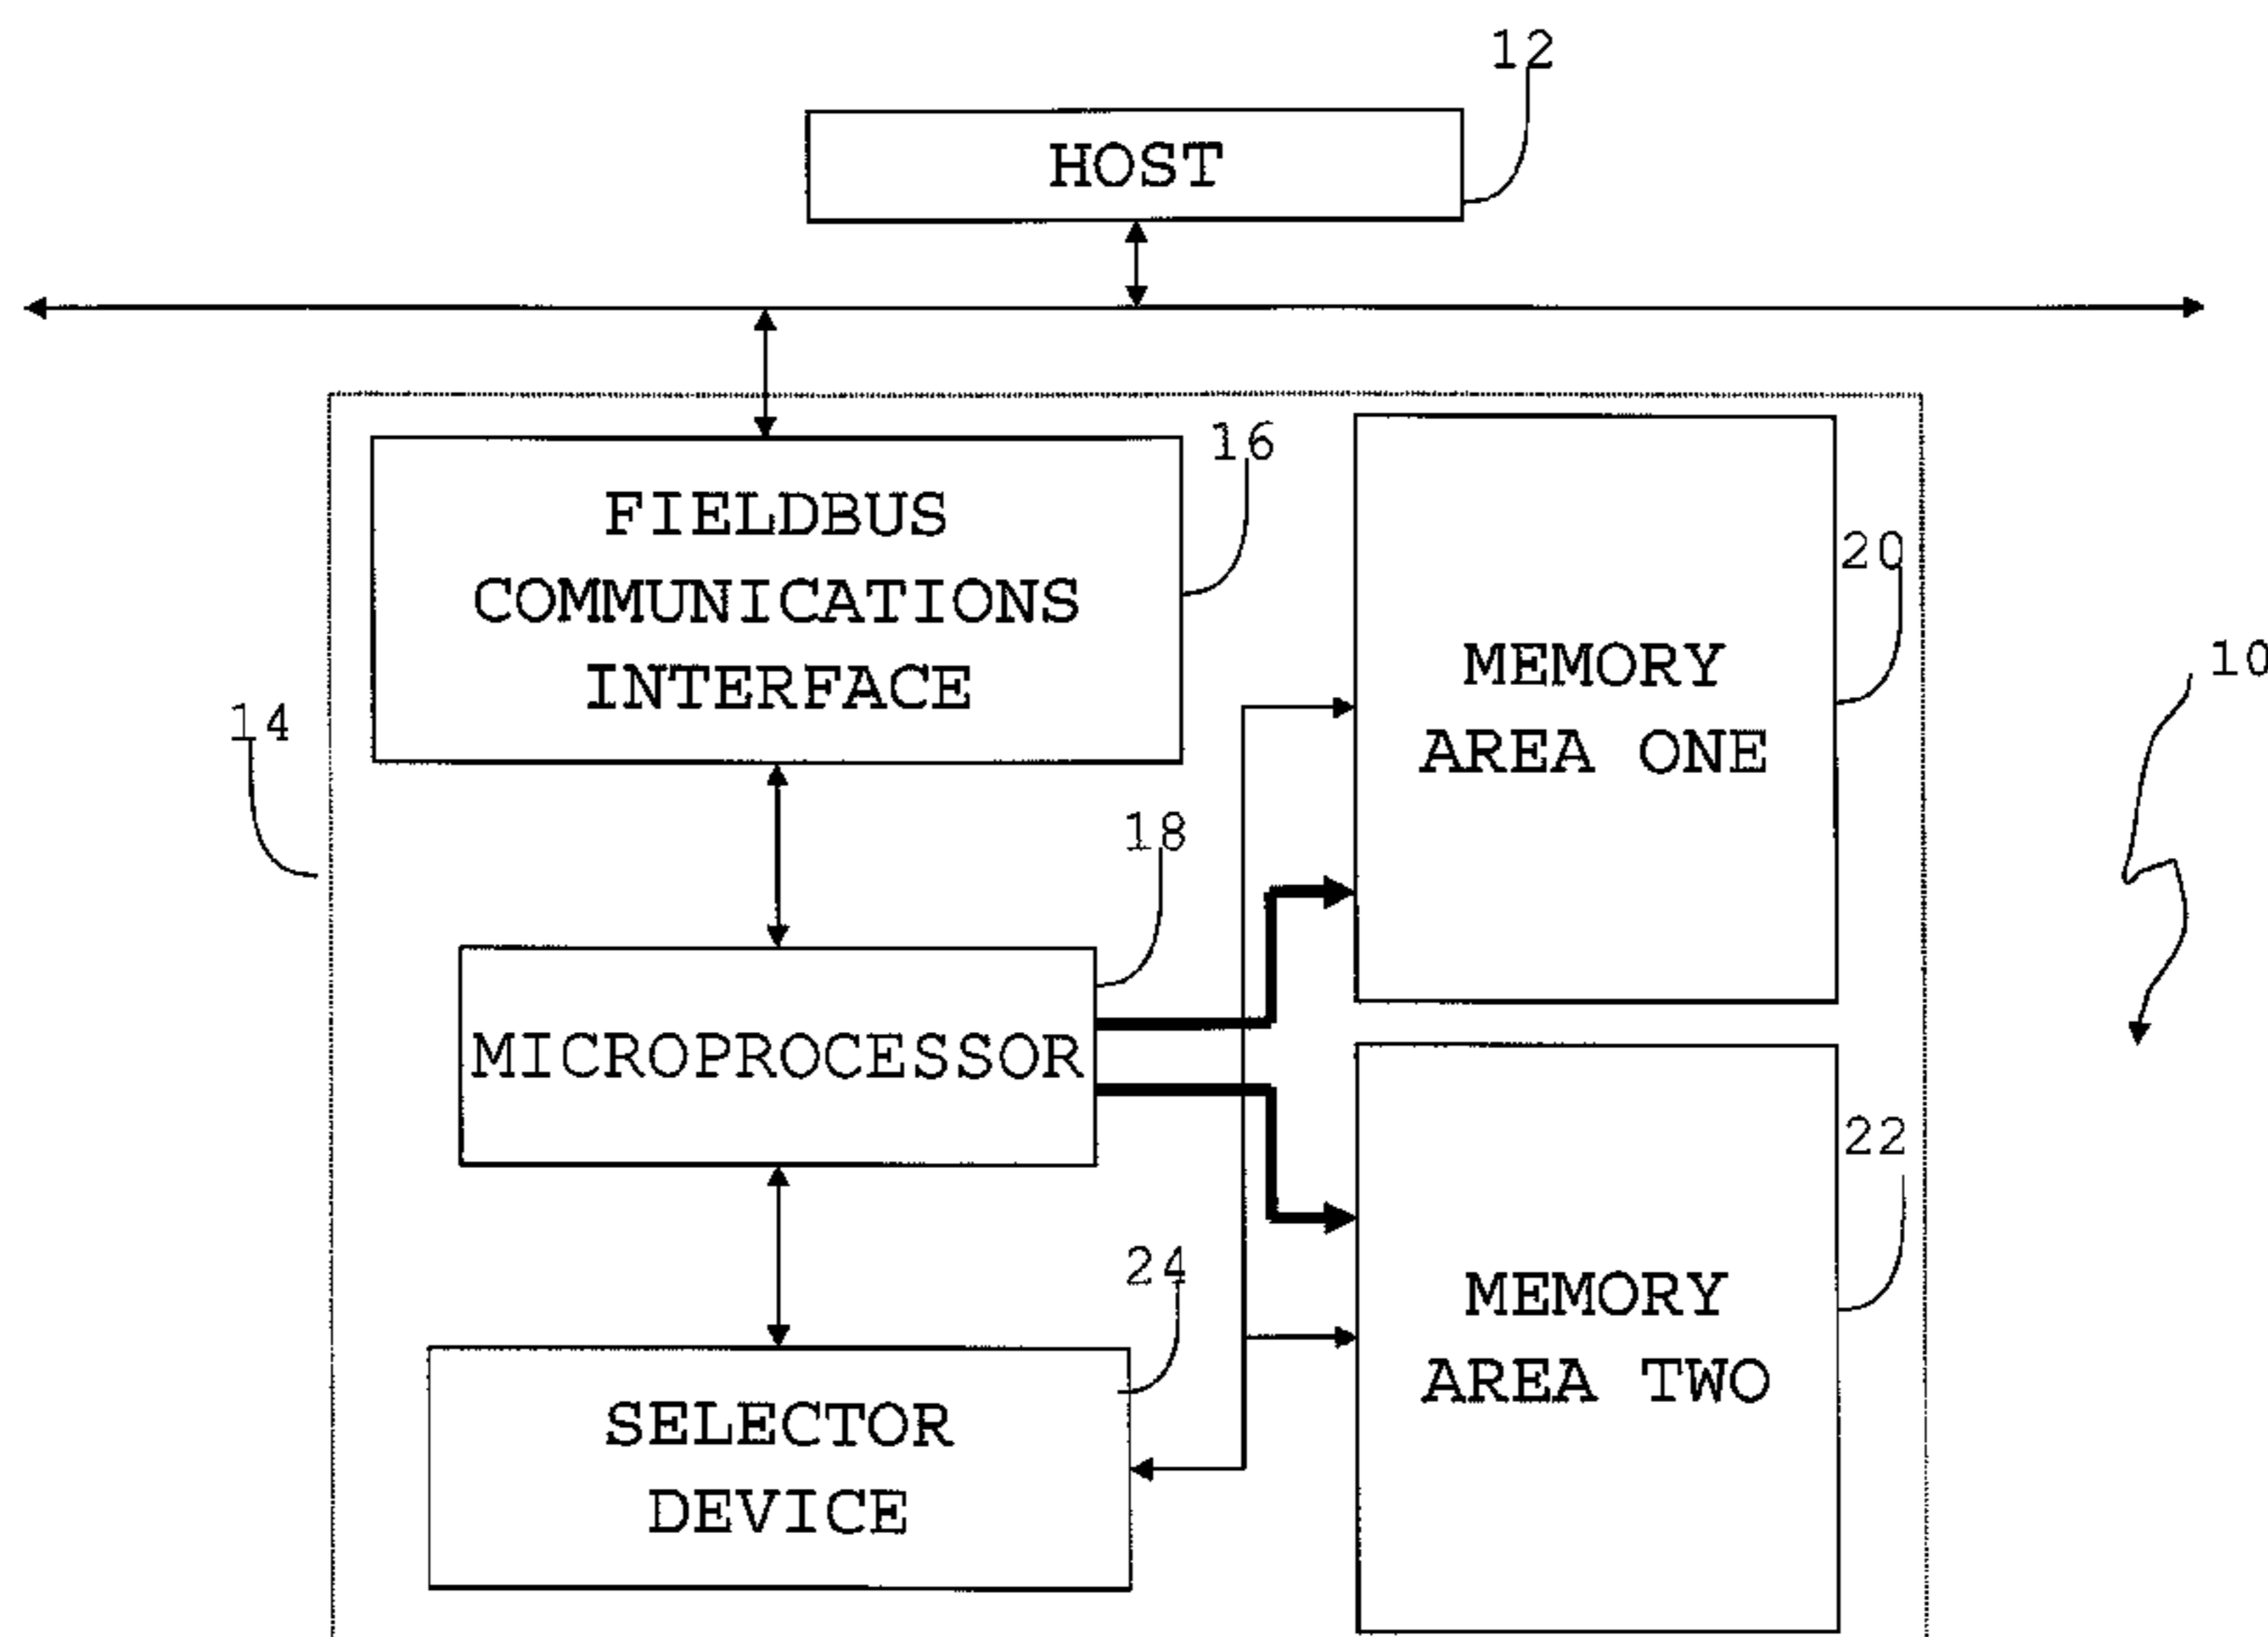 12
HOST
16
FIELDBUS
COMMUNICATIONS
INTERFACE
20
MEMORY
AREA ONE
10
14
18
MICROPROCESSOR
22
24
MEMORY
AREA TWO
SELECTOR
DEVICE